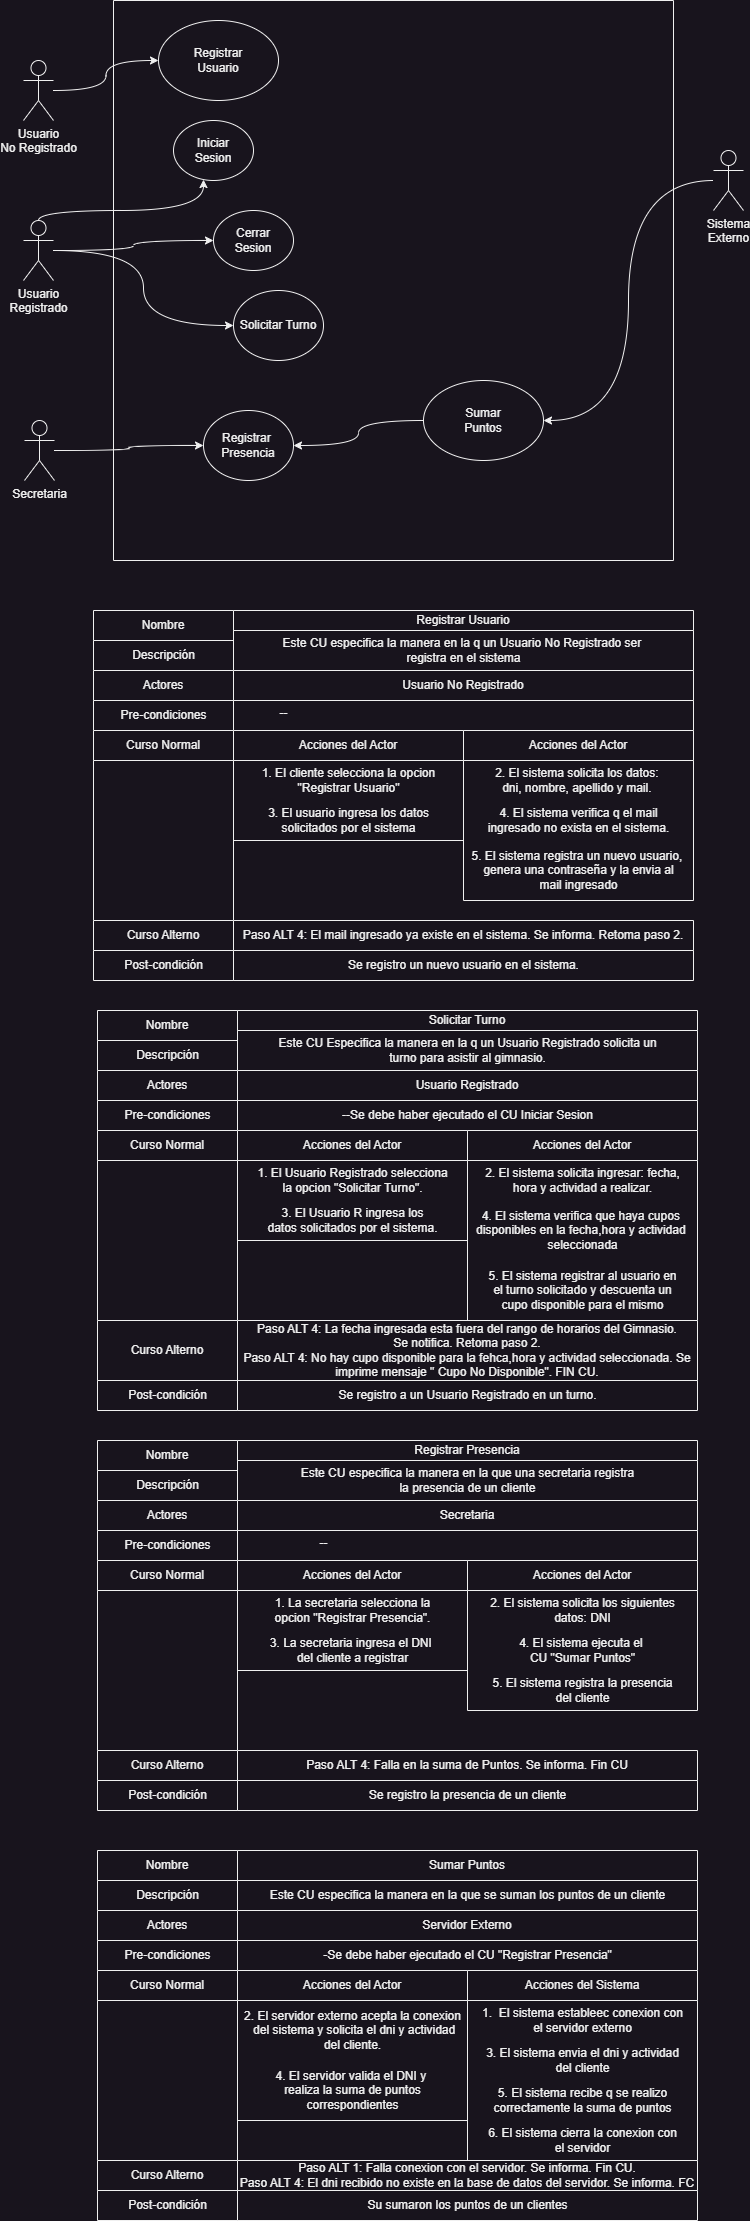 Registrar
Usuario
Usuario
No Registrado
Iniciar
Sesion
Sistema
Externo
Cerrar
Sesion
Usuario
Registrado
Solicitar Turno
Sumar
Puntos
Registrar
Presencia
Secretaria
Nombre
Registrar Usuario
Descripción
Este CU especifica la manera en la q un Usuario No Registrado ser
registra en el sistema
Actores
Usuario No Registrado
Pre-condiciones
--
Curso Normal
Acciones del Actor
Acciones del Actor
1. El cliente selecciona la opcion
"Registrar Usuario"
2. El sistema solicita los datos:
dni, nombre, apellido y mail.
3. El usuario ingresa los datos
solicitados por el sistema
4. El sistema verifica q el mail
ingresado no exista en el sistema.
5. El sistema registra un nuevo usuario,
genera una contraseña y la envia al
mail ingresado
Curso Alterno
Paso ALT 4: El mail ingresado ya existe en el sistema. Se informa. Retoma paso 2.
Post-condición
Se registro un nuevo usuario en el sistema.
Nombre
Solicitar Turno
Descripción
Este CU Especifica la manera en la q un Usuario Registrado solicita un
turno para asistir al gimnasio.
Actores
Usuario Registrado
Pre-condiciones
--Se debe haber ejecutado el CU Iniciar Sesion
Curso Normal
Acciones del Actor
Acciones del Actor
1. El Usuario Registrado selecciona
la opcion "Solicitar Turno".
2. El sistema solicita ingresar: fecha,
hora y actividad a realizar.
3. El Usuario R ingresa los
datos solicitados por el sistema.
4. El sistema verifica que haya cupos
disponibles en la fecha,hora y actividad
seleccionada
5. El sistema registrar al usuario en
el turno solicitado y descuenta un
cupo disponible para el mismo
Curso Alterno
Paso ALT 4: La fecha ingresada esta fuera del rango de horarios del Gimnasio.
Se notifica. Retoma paso 2.
Paso ALT 4: No hay cupo disponible para la fehca,hora y actividad seleccionada. Se
imprime mensaje " Cupo No Disponible". FIN CU.
Post-condición
Se registro a un Usuario Registrado en un turno.
Nombre
Registrar Presencia
Descripción
Este CU especifica la manera en la que una secretaria registra
la presencia de un cliente
Actores
Secretaria
Pre-condiciones
--
Curso Normal
Acciones del Actor
Acciones del Actor
1. La secretaria selecciona la
opcion "Registrar Presencia".
2. El sistema solicita los siguientes
datos: DNI
3. La secretaria ingresa el DNI
del cliente a registrar
4. El sistema ejecuta el
CU "Sumar Puntos"
5. El sistema registra la presencia
del cliente
Curso Alterno
Paso ALT 4: Falla en la suma de Puntos. Se informa. Fin CU
Post-condición
Se registro la presencia de un cliente
Nombre
Sumar Puntos
Descripción
Este CU especifica la manera en la que se suman los puntos de un cliente
Actores
Servidor Externo
Pre-condiciones
-Se debe haber ejecutado el CU "Registrar Presencia"
Curso Normal
Acciones del Actor
Acciones del Sistema
2. El servidor externo acepta la conexion
del sistema y solicita el dni y actividad
del cliente.
1. El sistema estableec conexion con
el servidor externo
3. El sistema envia el dni y actividad
del cliente
4. El servidor valida el DNI y
realiza la suma de puntos
correspondientes
5. El sistema recibe q se realizo
correctamente la suma de puntos
6. El sistema cierra la conexion con
el servidor
Curso Alterno
Paso ALT 1: Falla conexion con el servidor. Se informa. Fin CU.
Paso ALT 4: El dni recibido no existe en la base de datos del servidor. Se informa. FC
Post-condición
Su sumaron los puntos de un clientes